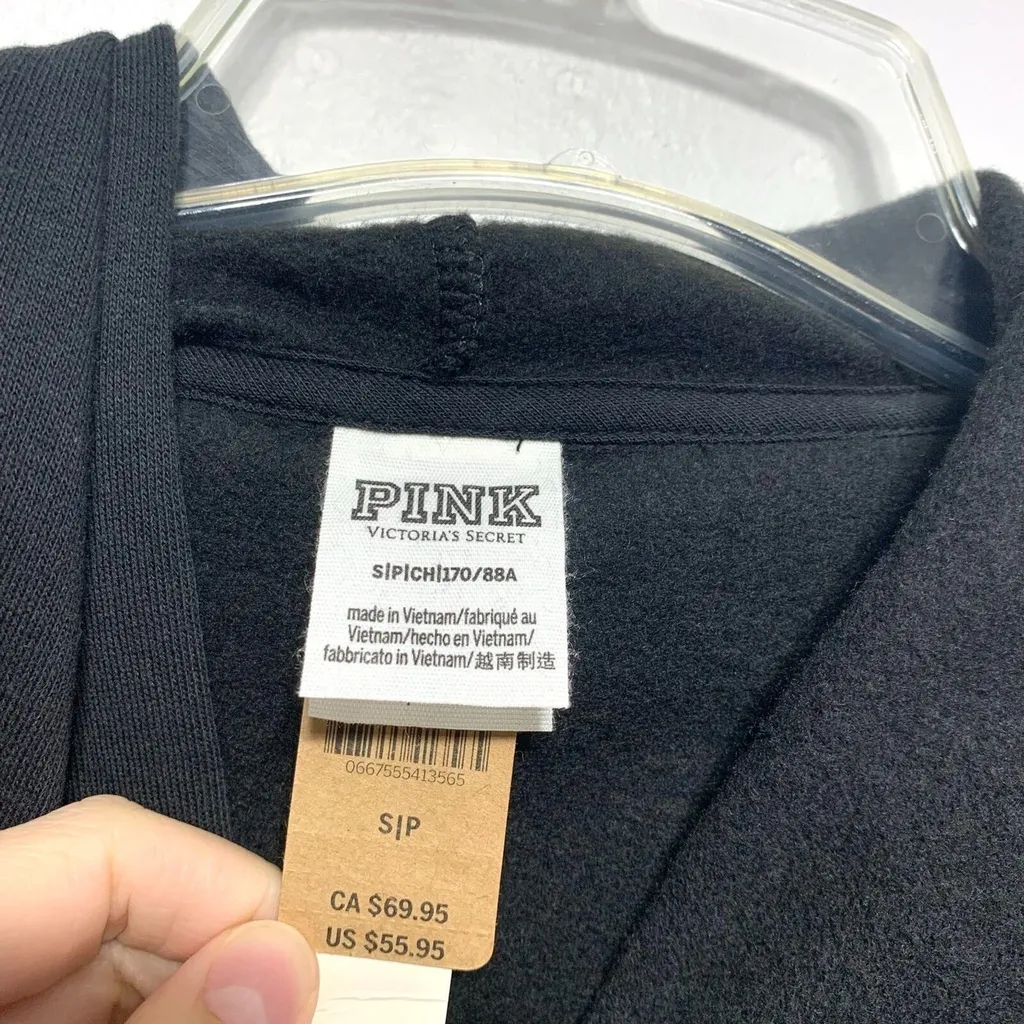 PINK
VICTORIA'S SECRET
S|P|CH|170/88A
made in Vietnam/fabriqué au
Vietnam/hecho en Vietnam/
fabbricato in Vietnam/越南制造
0667555413565
S|P
CA $69.95
US $55.95